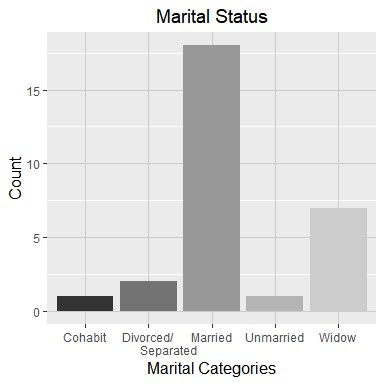 Marital Status
Count
15
10
5
0
Cohabit
Divorced/
Separated
Married
Unmarried
Widow
Marital Categories